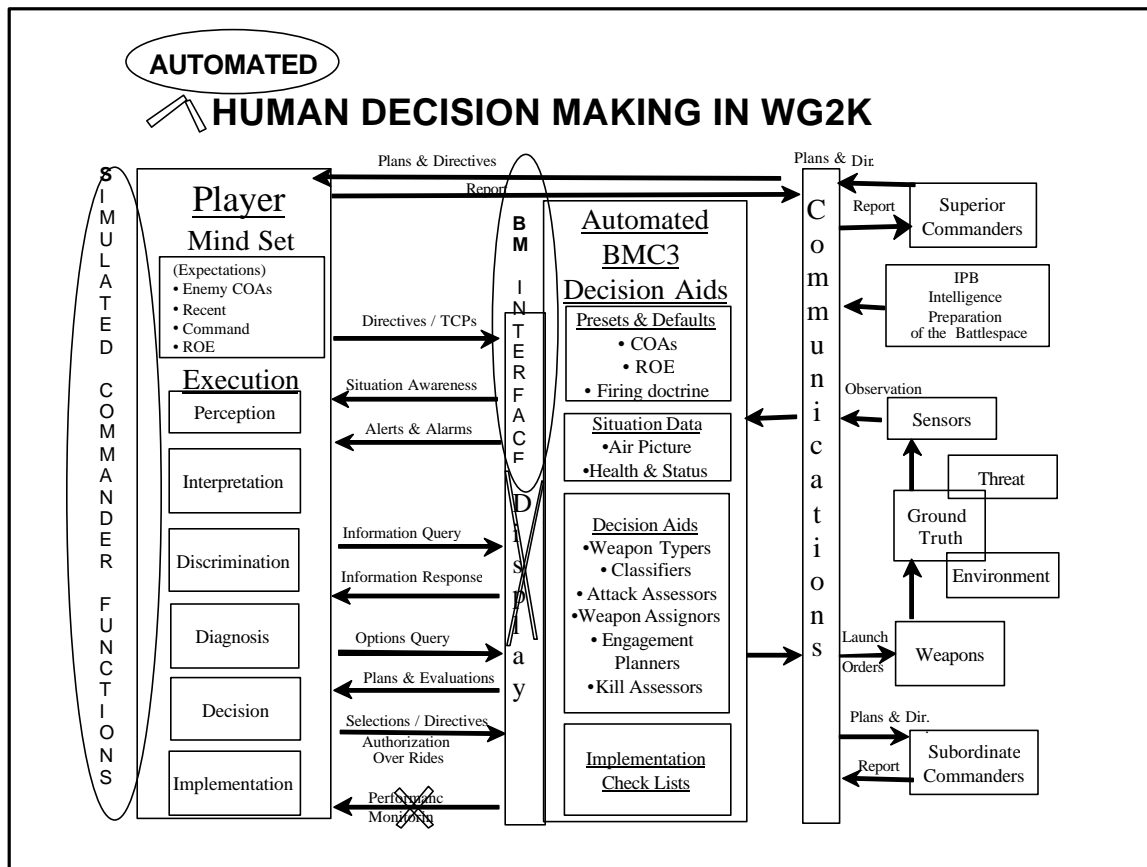 AUTOMATED
HUMAN DECISION MAKING IN WG2K
SIMULATED COMMANDER FUNCTIONS
Player
Mind Set
(Expectations)
• Enemy COAs
• Recent
• Command
• ROE
Execution
Perception
Interpretation
Discrimination
Diagnosis
Decision
Implementation
Plans & Directives
Report
Directives / TCPs
Situation Awareness
Alerts & Alarms
Information Query
Information Response
Options Query
Plans & Evaluations
Selections / Directives
Authorization
Over Rides
Performanc
Monitorin
BM INTERFACE
Display
Automated
BMC3
Decision Aids
Presets & Defaults
• COAs
• ROE
• Firing doctrine
Situation Data
•Air Picture
•Health & Status
Decision Aids
•Weapon Typers
• Classifiers
• Attack Assessors
•Weapon Assignors
• Engagement
Planners
• Kill Assessors
Implementation
Check Lists
Communications
Plans & Dir.
Report
Superior
Commanders
IPB
Intelligence
Preparation
of the Battlespace
Observation
Sensors
Threat
Ground
Truth
Environment
Launch
Orders
Weapons
Plans & Dir.
Report
Subordinate
Commanders